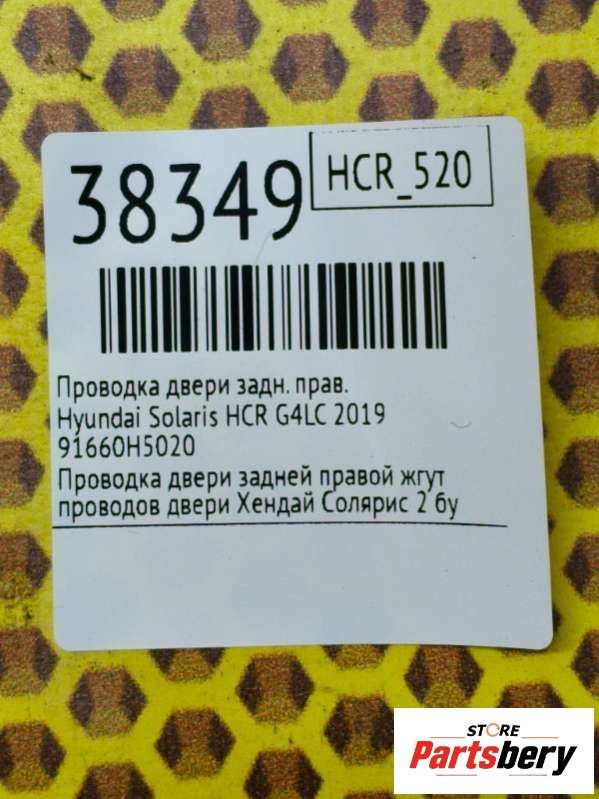 38349
HCR_520
Проводка двери задн. прав.
Hyundai Solaris HCR G4LC 2019
91660H5020
Проводка двери задней правой жгут
проводов двери Хендай Солярис 2 бу
STORE
Partsbery